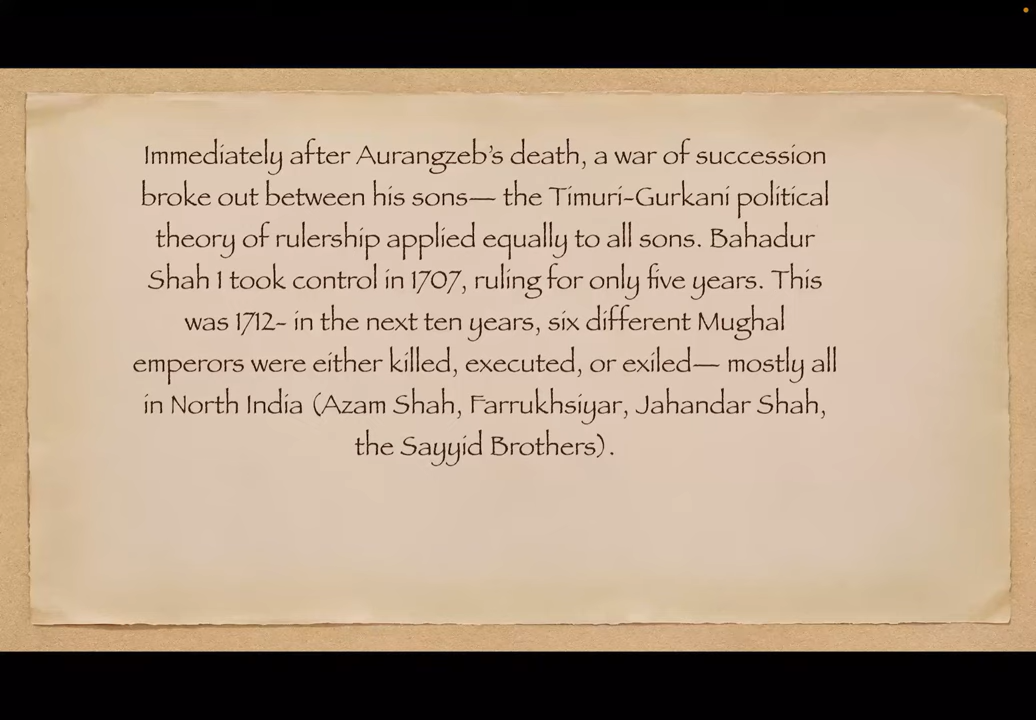 Immediately after Aurangzeb’s death, a war of succession
broke out between his sons— the Timuri-Gurkani political
theory of rulership applied equally to all sons. Bahadur
Shah I took control in 1707, ruling for only five years. This
was 1712- in the next ten years, six different Mughal
emperors were either killed, executed, or exiled— mostly all
in North India (Azam Shah, Farrukhsiyar, Jahandar Shah,
the Sayyid Brothers).